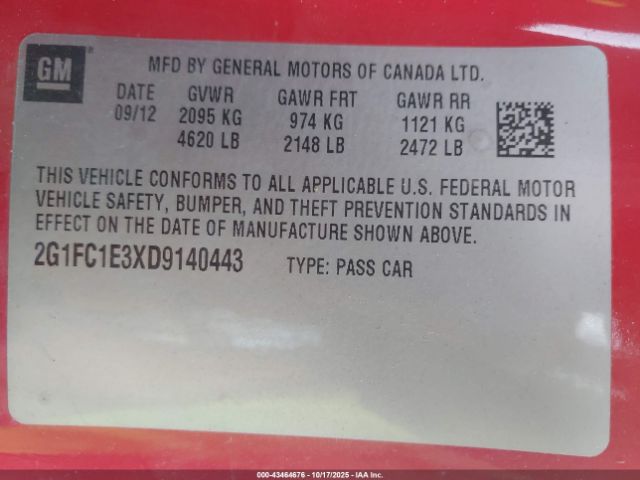 GM ®
MFD BY GENERAL MOTORS OF CANADA LTD.
DATE GVWR GAWR FRT GAWR RR
09/12 2095 KG 974 KG 1121 KG
4620 LB 2148 LB 2472 LB
THIS VEHICLE CONFORMS TO ALL APPLICABLE U.S. FEDERAL MOTOR
VEHICLE SAFETY, BUMPER, AND THEFT PREVENTION STANDARDS IN
EFFECT ON THE DATE OF MANUFACTURE SHOWN ABOVE.
2G1FC1E3XD9140443 TYPE: PASS CAR
000-43464676 - 10/17/2025 - IAA Inc.